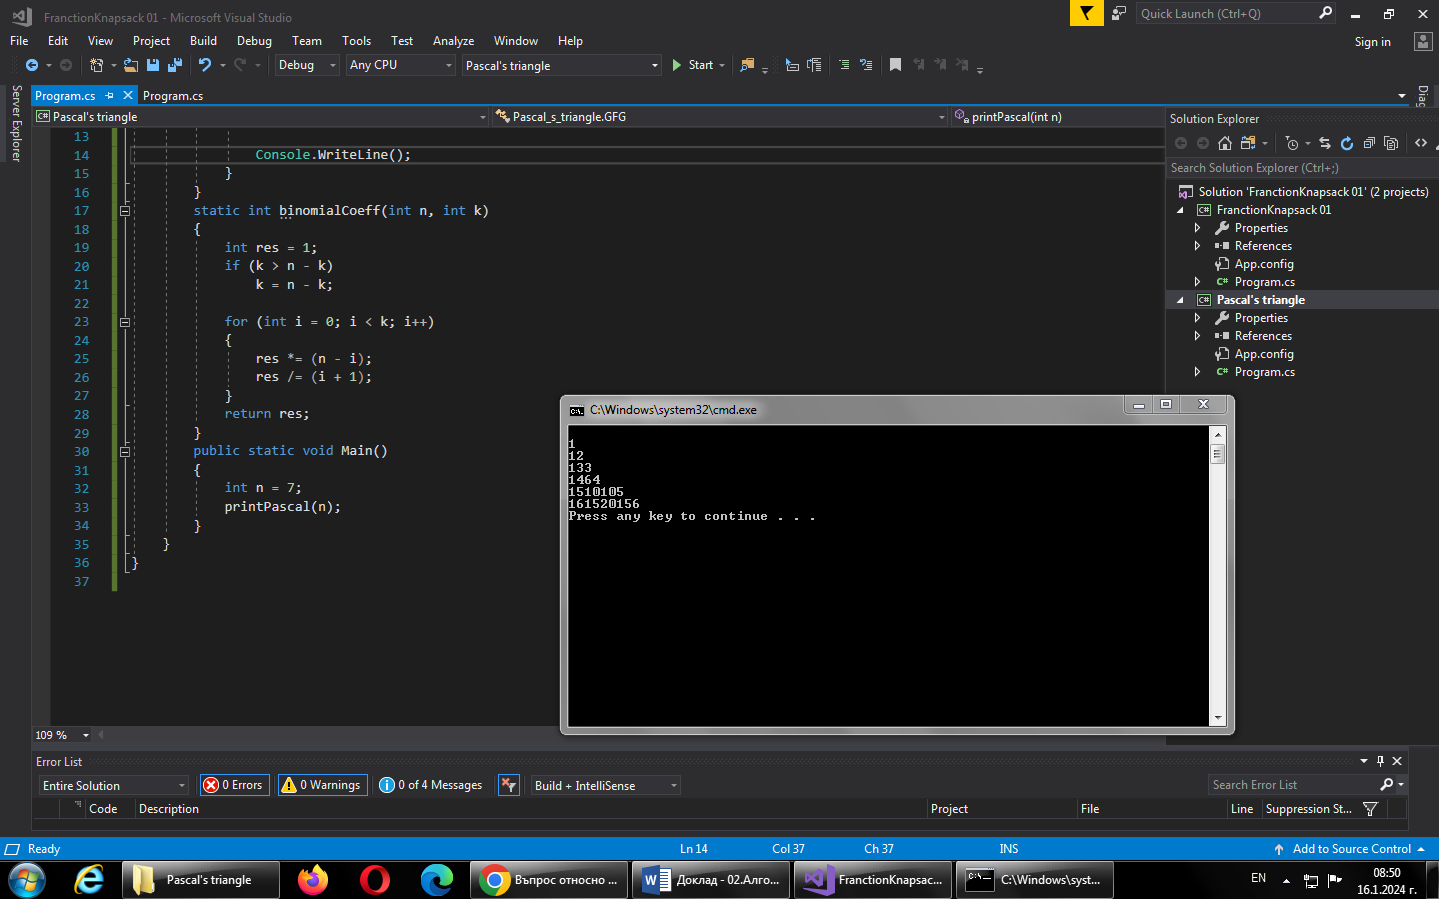 FranctionKnapsack 01 - Microsoft Visual Studio
Quick Launch (Ctrl+Q)
File Edit View Project Build Debug Team Tools Test Analyze Window Help
Sign in
Debug Any CPU Pascal's triangle Start
Server Explorer
Program.cs Program.cs
Diag
Pascal's triangle Pascal_s_triangle.GFG printPascal(int n)
13
14 Console.WriteLine();
15 }
16 }
17 static int binomialCoeff(int n, int k)
18 {
19 int res = 1;
20 if (k > n - k)
21 k = n - k;
22
23 for (int i = 0; i < k; i++)
24 {
25 res *= (n - i);
26 res /= (i + 1);
27 }
28 return res;
29 }
30 public static void Main()
31 {
32 int n = 7;
33 printPascal(n);
34 }
35 }
36 }
37
109 %
Solution Explorer
Search Solution Explorer (Ctrl+;)
Solution 'FranctionKnapsack 01' (2 projects)
FranctionKnapsack 01
Properties
References
App.config
Program.cs
Pascal's triangle
Properties
References
App.config
Program.cs
C:\Windows\system32\cmd.exe
1
12
133
1464
1510105
161520156
Press any key to continue . . .
Error List
Entire Solution 0 Errors 0 Warnings 0 of 4 Messages Build + IntelliSense Search Error List
Code Description Project File Line Suppression St...
Ready Ln 14 Col 37 Ch 37 INS Add to Source Control
Pascal's triangle Въпрос относно ... Доклад - 02.Алго... FranctionKnapsac... C:\Windows\syst... EN 08:50
16.1.2024 г.